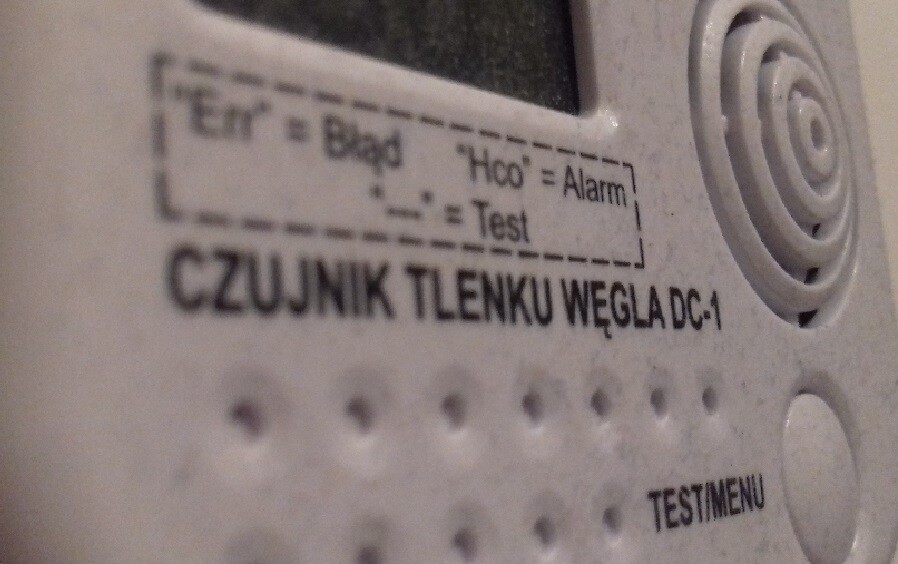 "Err" = Błąd "Hco" = Alarm
"---" = Test
CZUJNIK TLENKU WĘGLA DC-1
TEST/MENU